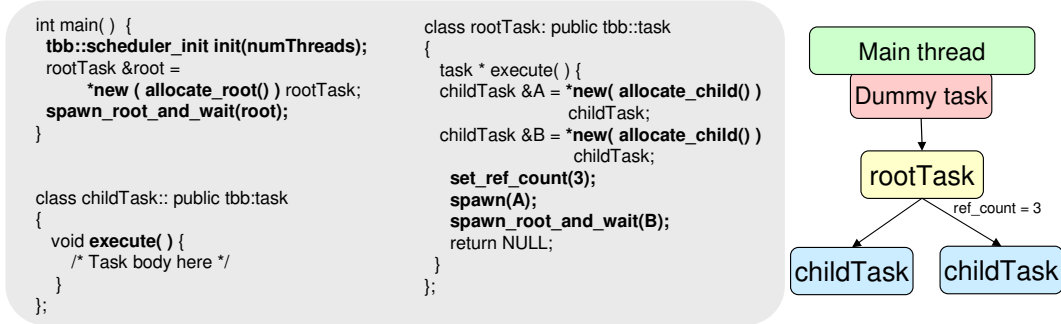 int main( )  {
tbb::scheduler_init init(numThreads);
rootTask &root =
*new ( allocate_root() ) rootTask;
spawn_root_and_wait(root);
}
class childTask:: public tbb:task
{
void execute( ) {
/* Task body here */
}
};
class rootTask: public tbb::task
{
task * execute( ) {
childTask &A = *new( allocate_child() )
childTask;
childTask &B = *new( allocate_child() )
childTask;
set_ref_count(3);
spawn(A);
spawn_root_and_wait(B);
return NULL;
}
};
Main thread
Dummy task
rootTask
ref_count = 3
childTask
childTask